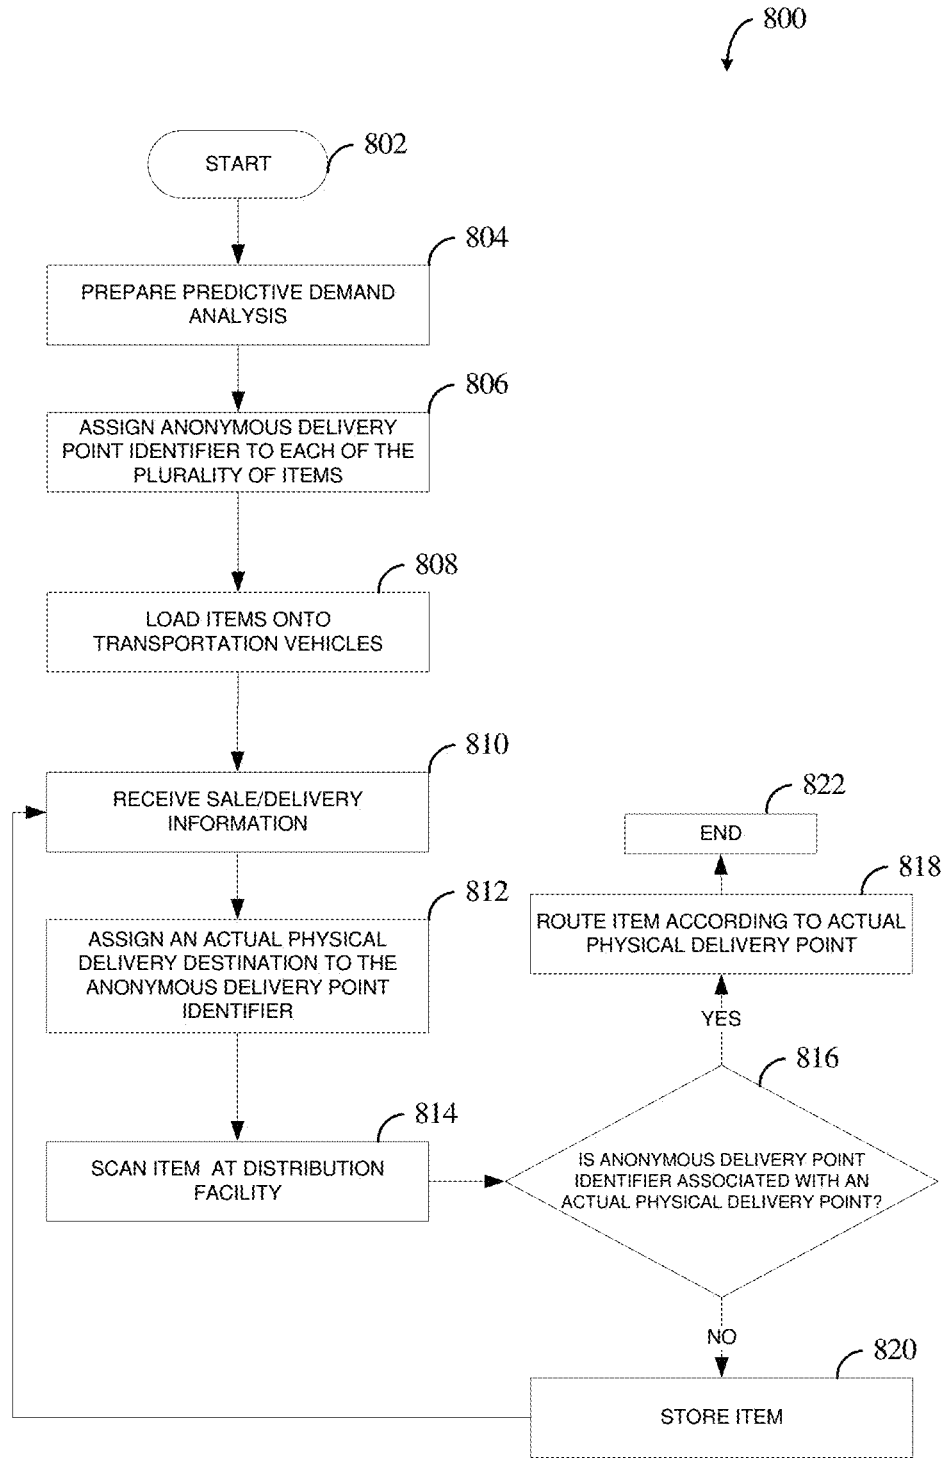 800
802
START
804
PREPARE PREDICTIVE DEMAND
ANALYSIS
806
ASSIGN ANONYMOUS DELIVERY
POINT IDENTIFIER TO EACH OF THE
PLURALITY OF ITEMS
808
LOAD ITEMS ONTO
TRANSPORTATION VEHICLES
810
RECEIVE SALE/DELIVERY
INFORMATION
812
ASSIGN AN ACTUAL PHYSICAL
DELIVERY DESTINATION TO THE
ANONYMOUS DELIVERY POINT
IDENTIFIER
814
SCAN ITEM AT DISTRIBUTION
FACILITY
816
IS ANONYMOUS DELIVERY POINT
IDENTIFIER ASSOCIATED WITH AN
ACTUAL PHYSICAL DELIVERY POINT?
YES
818
ROUTE ITEM ACCORDING TO ACTUAL
PHYSICAL DELIVERY POINT
822
END
NO
820
STORE ITEM